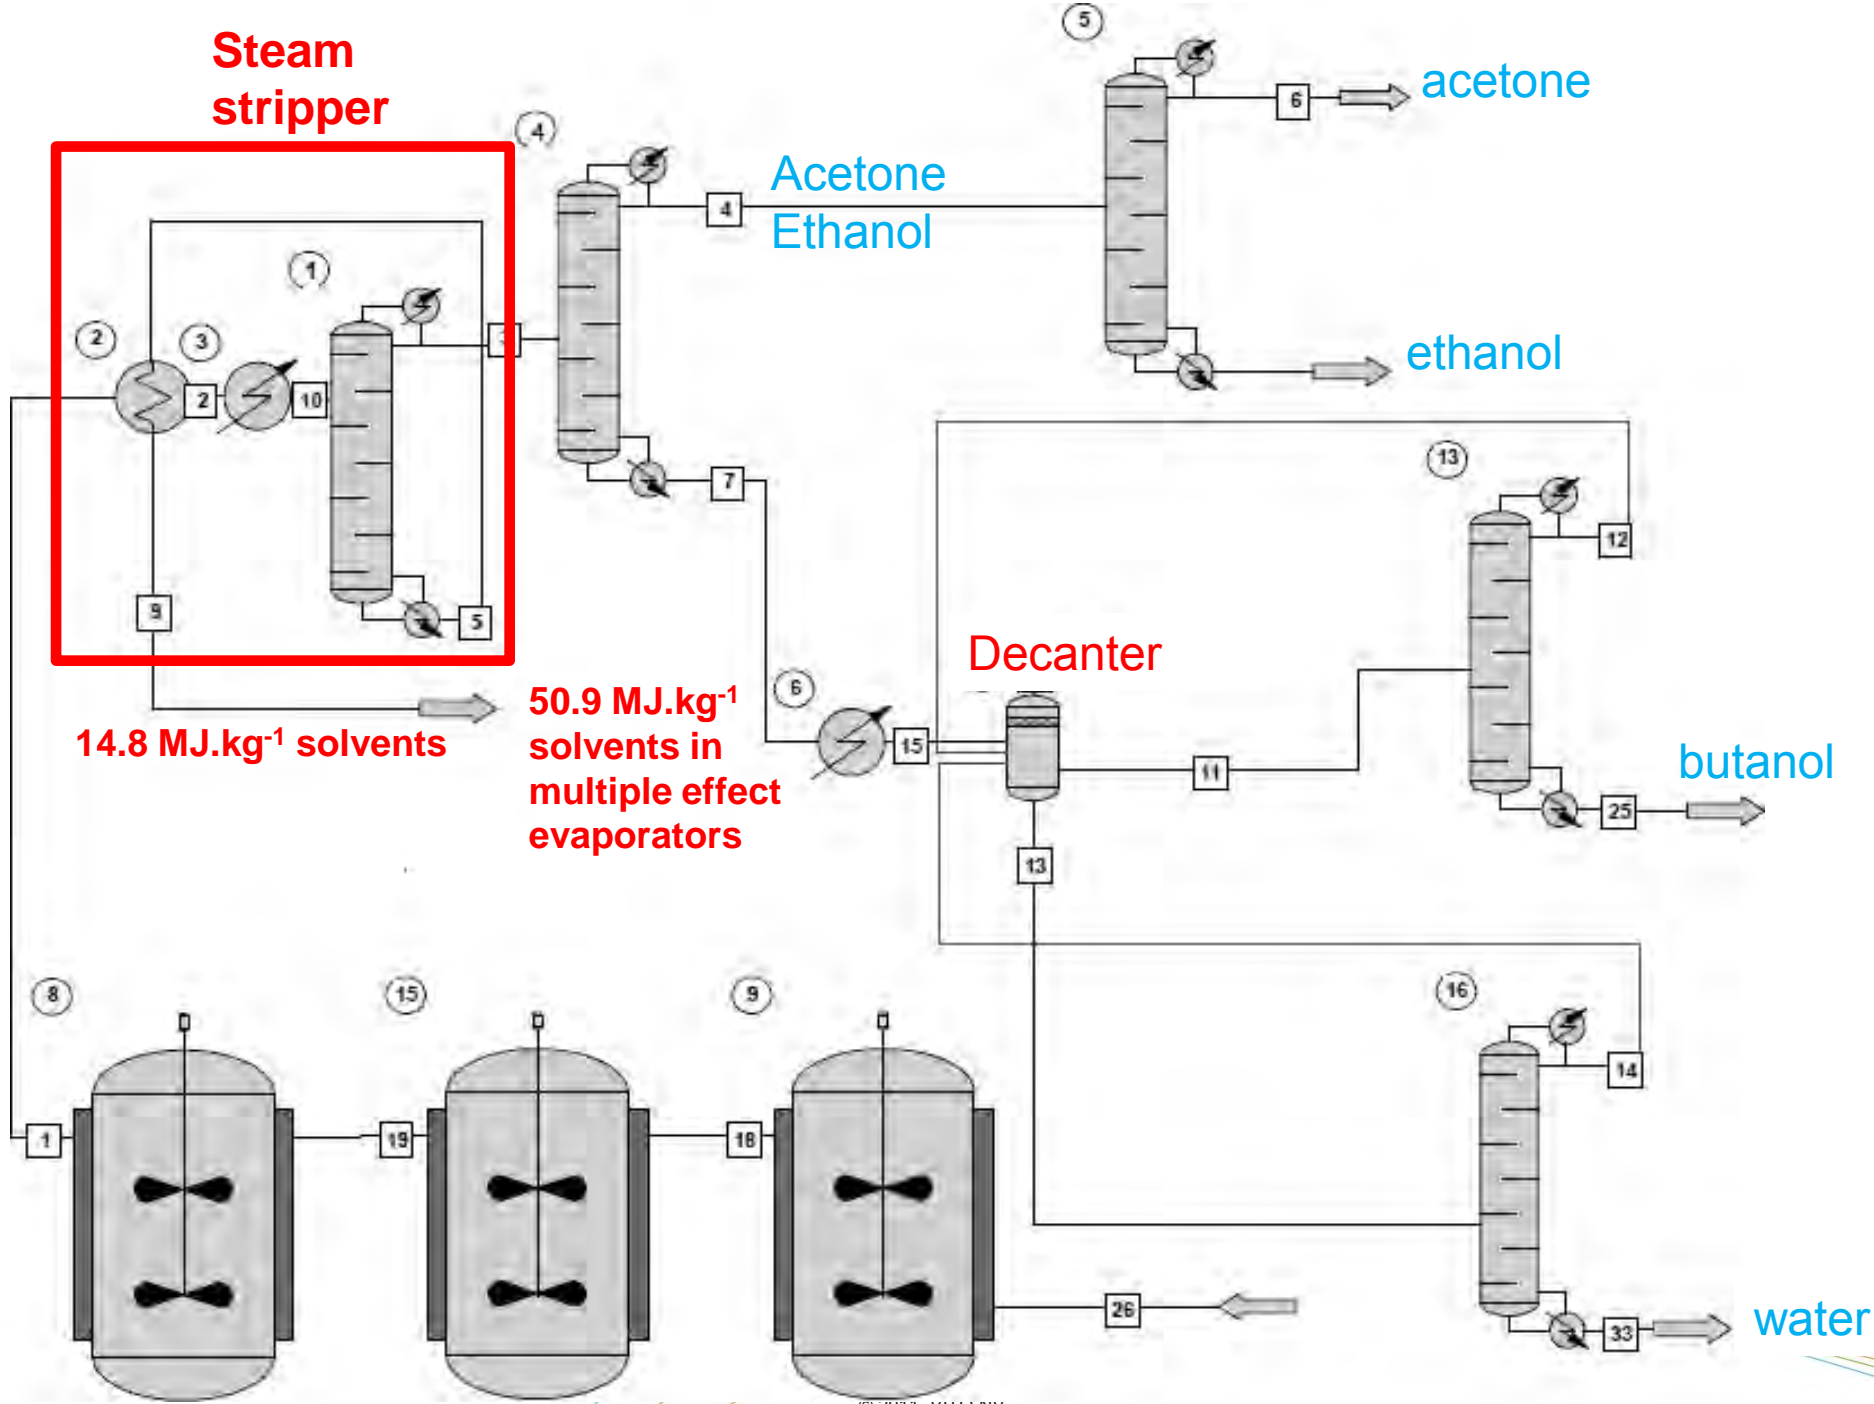 Steam
stripper
5
6
acetone
4
Acetone
4
Ethanol
1
2
3
2
10
ethanol
7
13
12
9
5
Decanter
6
50.9 MJ.kg-1
solvents in
multiple effect
evaporators
14.8 MJ.kg-1 solvents
15
11
butanol
25
13
8
15
9
16
14
1
19
18
26
33
water